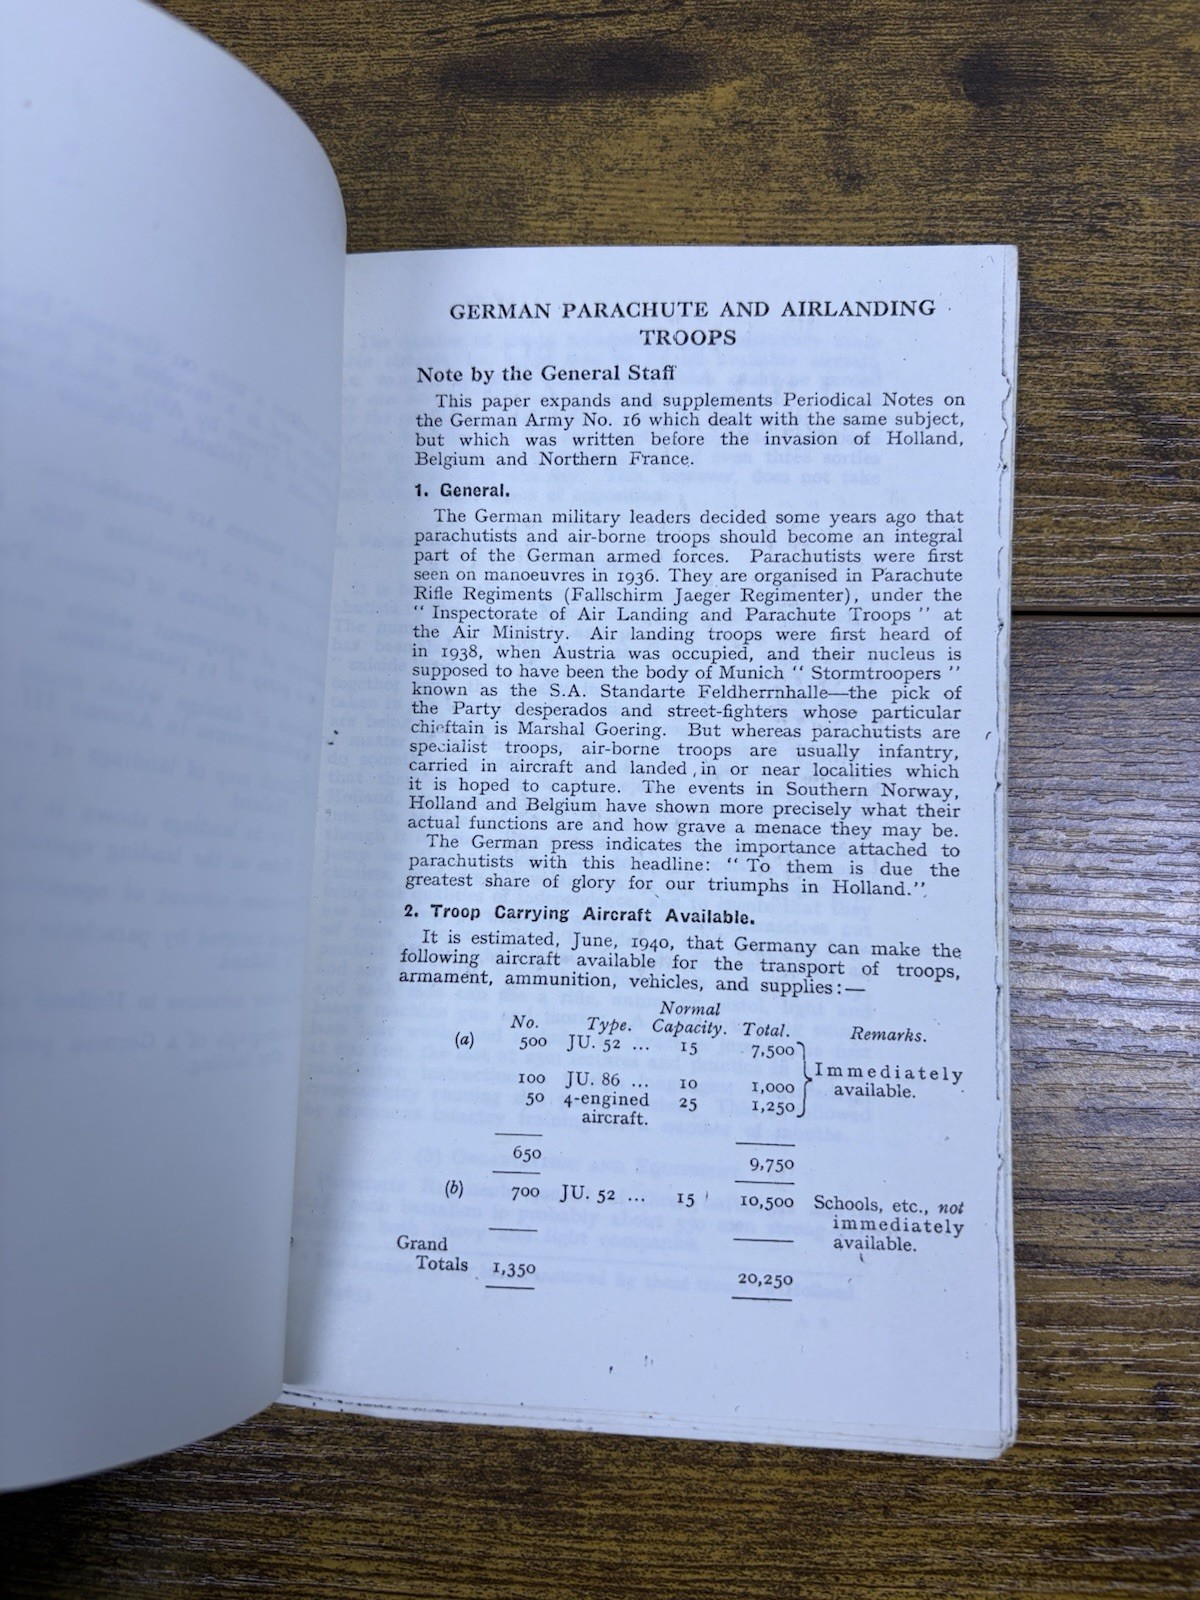 GERMAN PARACHUTE AND AIRLANDING
TROOPS
Note by the General Staff
This paper expands and supplements Periodical Notes on
the German Army No. 16 which dealt with the same subject,
but which was written before the invasion of Holland,
Belgium and Northern France.
1. General.
The German military leaders decided some years ago that
parachutists and air-borne troops should become an integral
part of the German armed forces. Parachutists were first
seen on manoeuvres in 1936. They are organised in Parachute
Rifle Regiments (Fallschirm Jaeger Regimenter), under the
" Inspectorate of Air Landing and Parachute Troops " at
the Air Ministry. Air landing troops were first heard of
in 1938, when Austria was occupied, and their nucleus is
supposed to have been the body of Munich " Stormtroopers "
known as the S.A. Standarte Feldherrnhalle—the pick of
the Party desperados and street-fighters whose particular
chieftain is Marshal Goering. But whereas parachutists are
specialist troops, air-borne troops are usually infantry,
carried in aircraft and landed in or near localities which
it is hoped to capture. The events in Southern Norway,
Holland and Belgium have shown more precisely what their
actual functions are and how grave a menace they may be.
The German press indicates the importance attached to
parachutists with this headline: " To them is due the
greatest share of glory for our triumphs in Holland."
2. Troop Carrying Aircraft Available.
It is estimated, June, 1940, that Germany can make the
following aircraft available for the transport of troops,
armament, ammunition, vehicles, and supplies:—
No. Type. Normal Capacity. Total. Remarks.
(a) 500 JU. 52 ... 15 7,500
100 JU. 86 ... 10 1,000 Immediately
50 4-engined 25 1,250 available.
aircraft.
650 9,750
(b) 700 JU. 52 ... 15 10,500 Schools, etc., not
immediately
available.
Grand
Totals 1,350 20,250